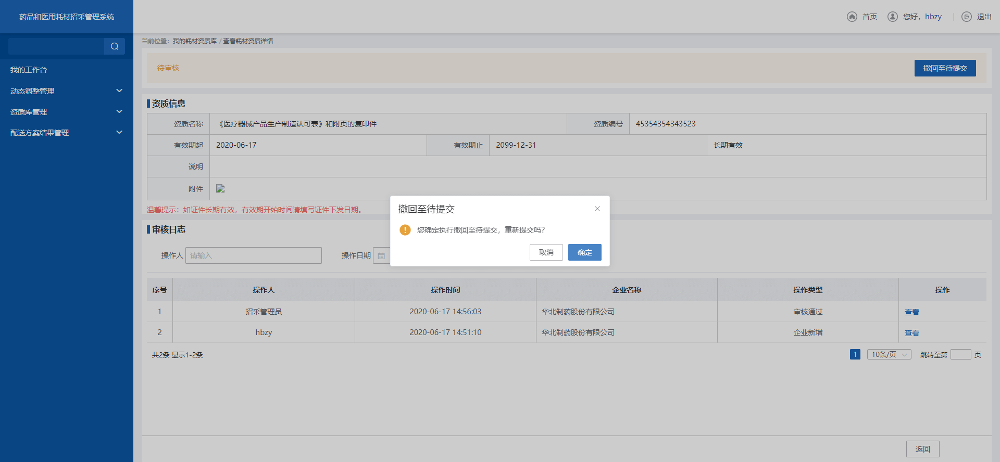 药品和医用耗材招采管理系统
首页
您好，hbzy
退出
当前位置：我的耗材资质库 / 查看耗材资质详情
我的工作台
动态调整管理
资质库管理
配送方案结果管理
待审核
撤回至待提交
资质信息
资质名称 《医疗器械产品生产制造认可表》和附页的复印件 资质编号 45354354343523
有效期起 2020-06-17 有效期止 2099-12-31 长期有效
说明
附件
温馨提示：如证件长期有效，有效期开始时间请填写证件下发日期。
撤回至待提交
您确定执行撤回至待提交，重新提交吗？
取消 确定
审核日志
操作人 请输入 操作日期
序号 操作人 操作时间 企业名称 操作类型 操作
1 招采管理员 2020-06-17 14:56:03 华北制药股份有限公司 审核通过 查看
2 hbzy 2020-06-17 14:51:10 华北制药股份有限公司 企业新增 查看
共2条 显示1-2条 1 10条/页 跳转至第 页
返回